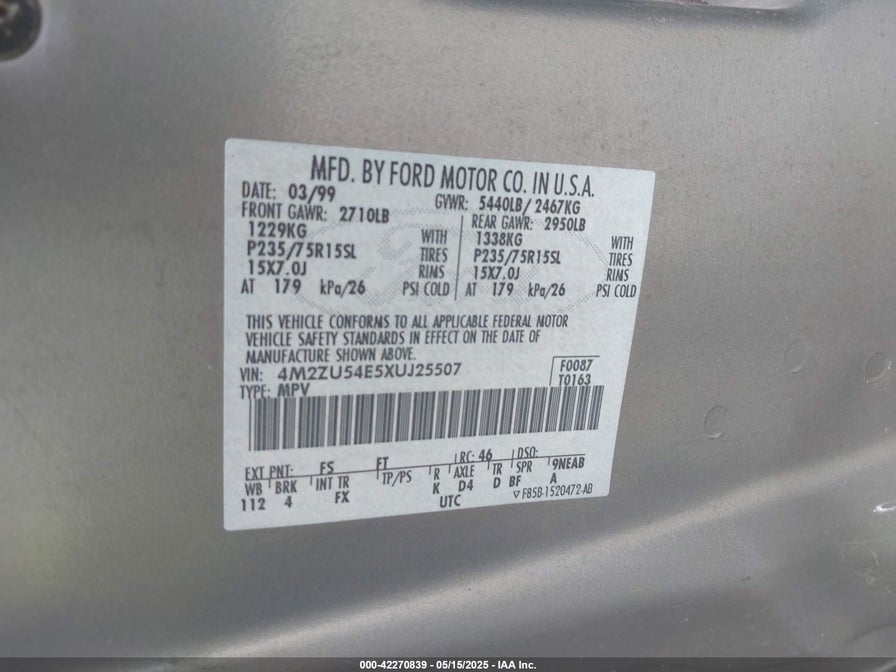 MFD. BY FORD MOTOR CO. IN U.S.A.
DATE: 03/99 GVWR: 5440LB/ 2467KG
FRONT GAWR: 2710LB REAR GAWR: 2950LB
1229KG WITH 1338KG WITH
P235/75R15SL TIRES P235/75R15SL TIRES
15X7.0J RIMS 15X7.0J RIMS
AT 179 kPa/26 PSI COLD AT 179 kPa/26 PSI COLD
THIS VEHICLE CONFORMS TO ALL APPLICABLE FEDERAL MOTOR
VEHICLE SAFETY STANDARDS IN EFFECT ON THE DATE OF
MANUFACTURE SHOWN ABOVE.
VIN: 4M2ZU54E5XUJ25507 F0087
TYPE: MPV T0163
EXT PNT: FS FT RC: 46 DSO:
WB BRK INT TR TP/PS R AXLE TR SPR 9NEAB
112 4 FX K D4 D BF A
UTC ▽F85B-1520472-AB
000-42270839 - 05/15/2025 - IAA Inc.